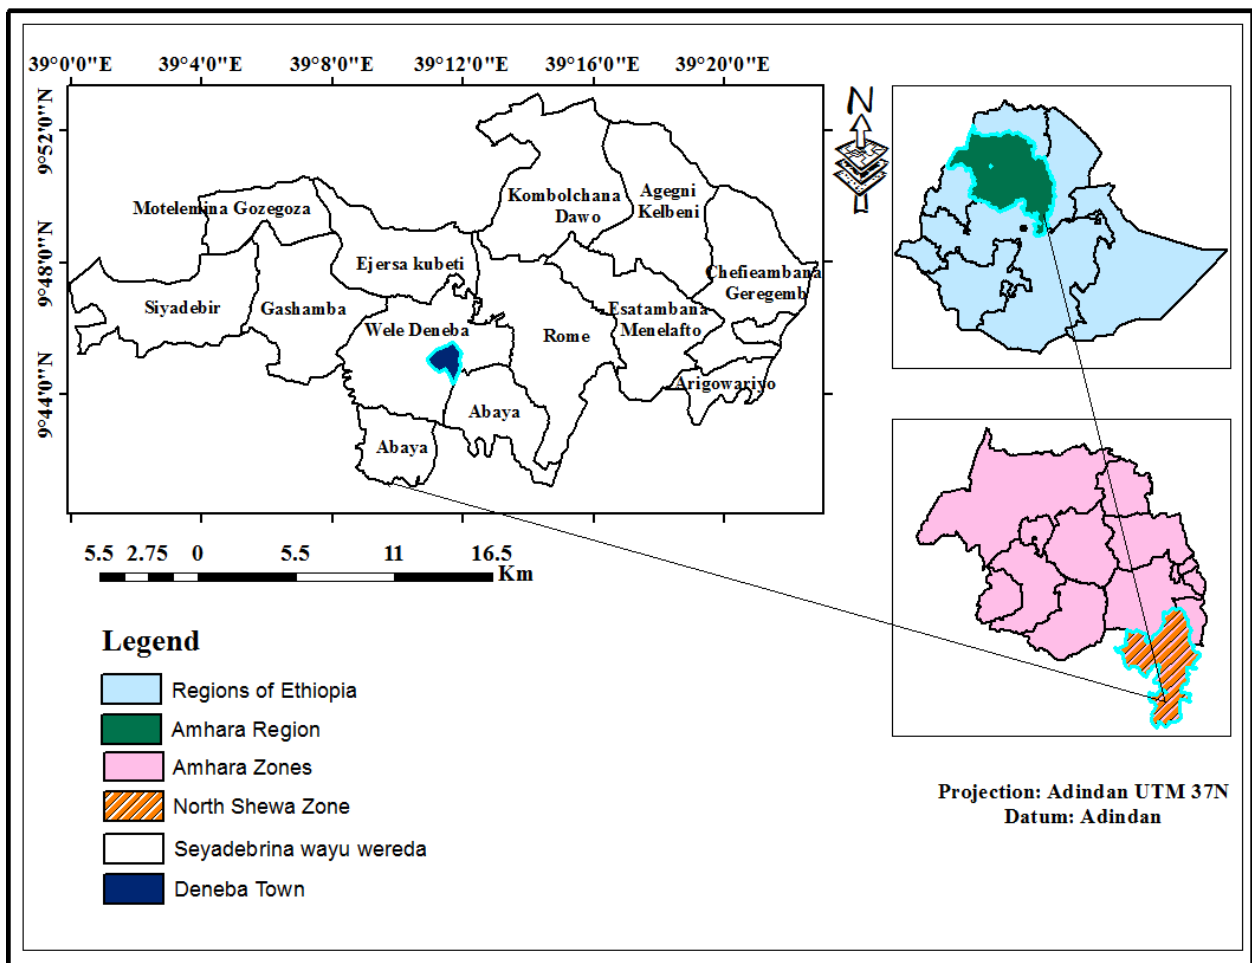 39°0'0"E 39°4'0"E 39°8'0"E 39°12'0"E 39°16'0"E 39°20'0"E
9°52'0"N
9°48'0"N
9°44'0"N
N
Motelemina Gozegoza
Kombolchana
Dawo
Agegni
Kelbeni
Ejersa kubeti
Chefieambana
Geregemb
Siyadebir
Gashamba
Wele Deneba
Rome
Esatambana
Menelafto
Arigowariyo
Abaya
Abaya
5.5 2.75 0 5.5 11 16.5
Km
Legend
Regions of Ethiopia
Amhara Region
Amhara Zones
North Shewa Zone
Seyadebrina wayu wereda
Deneba Town
Projection: Adindan UTM 37N
Datum: Adindan